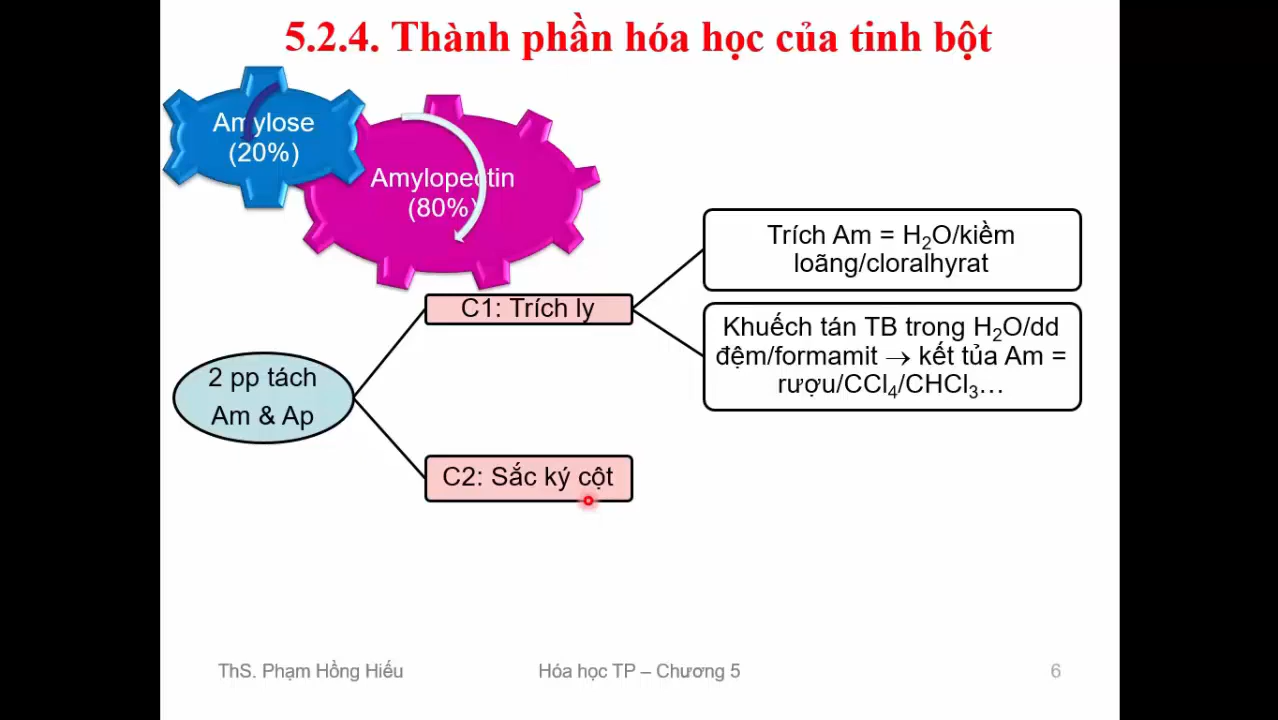 5.2.4. Thành phần hóa học của tinh bột
Amylose
(20%)
Amylopectin
(80%)
Trích Am = H₂O/kiềm
loãng/cloralhyrat
C1: Trích ly
Khuếch tán TB trong H₂O/dd
đệm/formamit → kết tủa Am =
rượu/CCl₄/CHCl₃…
2 pp tách
Am & Ap
C2: Sắc ký cột
ThS. Phạm Hồng Hiếu
Hóa học TP – Chương 5
6